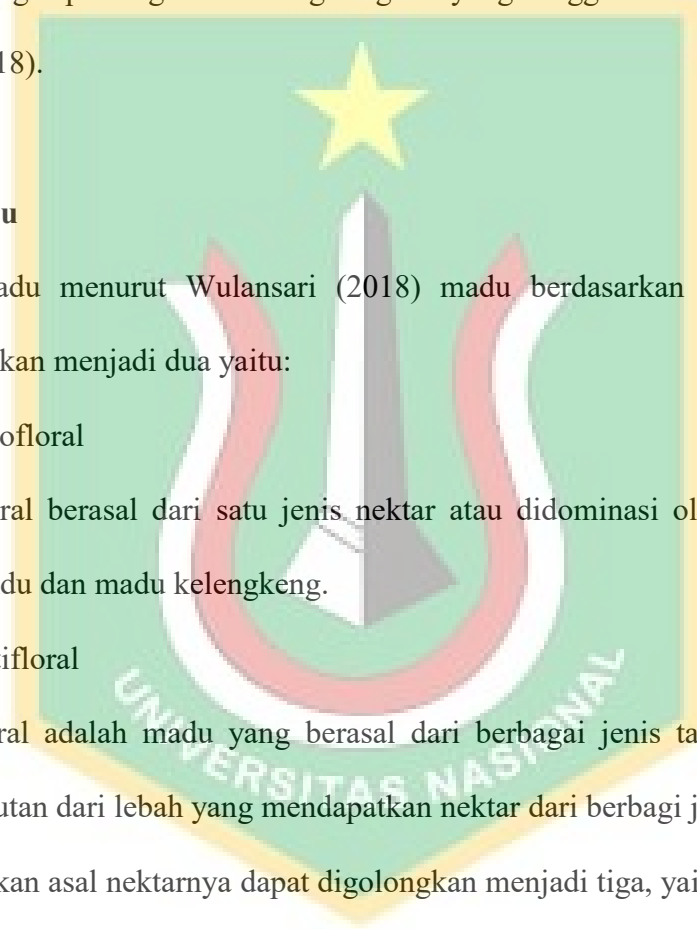 18).
u
adu menurut Wulansari (2018) madu berdasarkan
kan menjadi dua yaitu:
ofloral
ral berasal dari satu jenis nektar atau didominasi ol
du dan madu kelengkeng.
tifloral
ral adalah madu yang berasal dari berbagai jenis ta
utan dari lebah yang mendapatkan nektar dari berbagi j
kan asal nektarnya dapat digolongkan menjadi tiga, yai
UNIVERSITAS NASIONAL